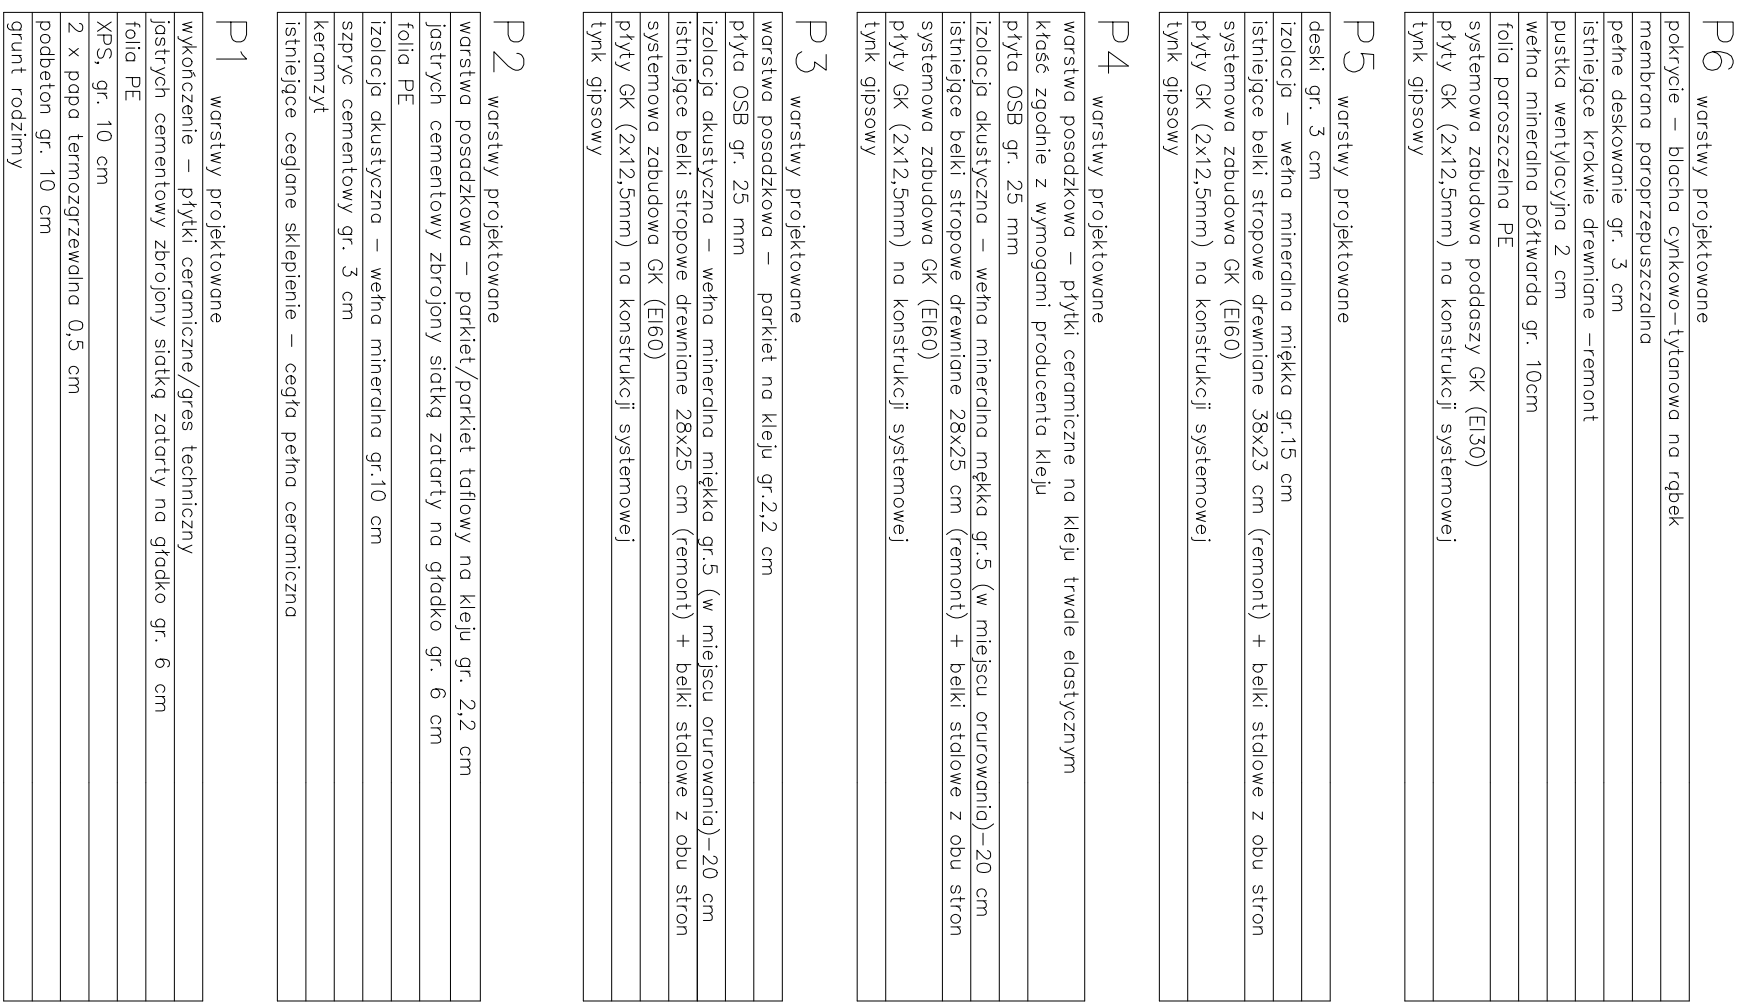 P6 warstwy projektowane
pokrycie – blacha cynkowo–tytanowa na rąbek
membrana paroprzepuszczalna
pełne deskowanie gr. 3 cm
istniejące krokwie drewniane –remont
pustka wentylacyjna 2 cm
wełna mineralna półtwarda gr. 10cm
folia paroszczelna PE
systemowa zabudowa poddaszy GK (EI30)
płyty GK (2x12,5mm) na konstrukcji systemowej
tynk gipsowy
P5 warstwy projektowane
deski gr. 3 cm
izolacja – wełna mineralna miękka gr.15 cm
istniejące belki stropowe drewniane 38x23 cm (remont) + belki stalowe z obu stron
systemowa zabudowa GK (EI60)
płyty GK (2x12,5mm) na konstrukcji systemowej
tynk gipsowy
P4 warstwy projektowane
warstwa posadzkowa – płytki ceramiczne na kleju trwale elastycznym
kłaść zgodnie z wymogami producenta kleju
płyta OSB gr. 25 mm
izolacja akustyczna – wełna mineralna mękka gr.5 (w miejscu orurowania)–20 cm
istniejące belki stropowe drewniane 28x25 cm (remont) + belki stalowe z obu stron
systemowa zabudowa GK (EI60)
płyty GK (2x12,5mm) na konstrukcji systemowej
tynk gipsowy
P3 warstwy projektowane
warstwa posadzkowa – parkiet na kleju gr.2,2 cm
płyta OSB gr. 25 mm
izolacja akustyczna – wełna mineralna miękka gr.5 (w miejscu orurowania)–20 cm
istniejące belki stropowe drewniane 28x25 cm (remont) + belki stalowe z obu stron
systemowa zabudowa GK (EI60)
płyty GK (2x12,5mm) na konstrukcji systemowej
tynk gipsowy
P2 warstwy projektowane
warstwa posadzkowa – parkiet/parkiet taflowy na kleju gr. 2,2 cm
jastrych cementowy zbrojony siatką zatarty na gładko gr. 6 cm
folia PE
izolacja akustyczna – wełna mineralna gr.10 cm
szpryc cementowy gr. 3 cm
keramzyt
istniejące ceglane sklepienie – cegła pełna ceramiczna
P1 warstwy projektowane
wykończenie – płytki ceramiczne/gres techniczny
jastrych cementowy zbrojony siatką zatarty na gładko gr. 6 cm
folia PE
XPS, gr. 10 cm
2 x papa termozgrzewalna 0,5 cm
podbeton gr. 10 cm
grunt rodzimy